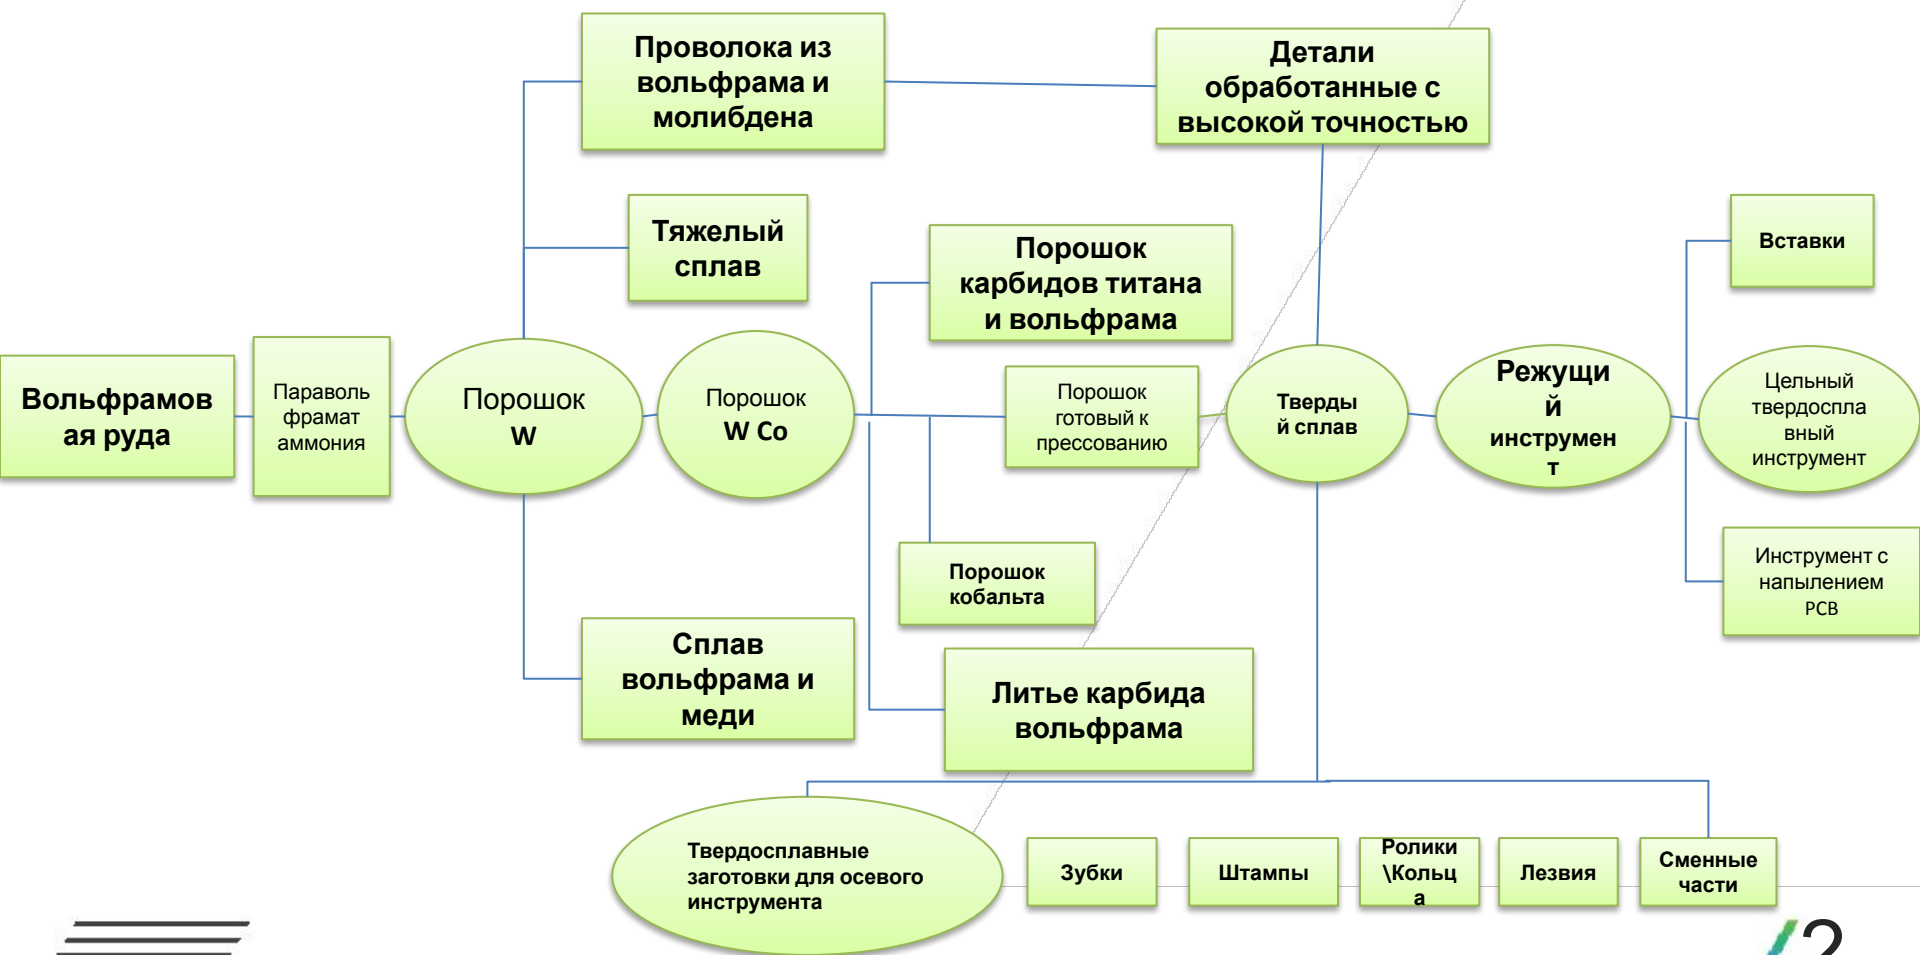 Проволока из
вольфрама и
молибдена
Детали
обработанные с
высокой точностью
Тяжелый
сплав
Порошок
карбидов титана
и вольфрама
Вставки
Вольфрамов
ая руда
Параволь
фрамат
аммония
Порошок
W
Порошок
W Co
Порошок
готовый к
прессованию
Тверды
й сплав
Режущи
й
инструмен
т
Цельный
твердоспла
вный
инструмент
Порошок
кобальта
Инструмент с
напылением
PCB
Сплав
вольфрама и
меди
Литье карбида
вольфрама
Твердосплавные
заготовки для осевого
инструмента
Зубки
Штампы
Ролики
\Кольц
а
Лезвия
Сменные
части
2